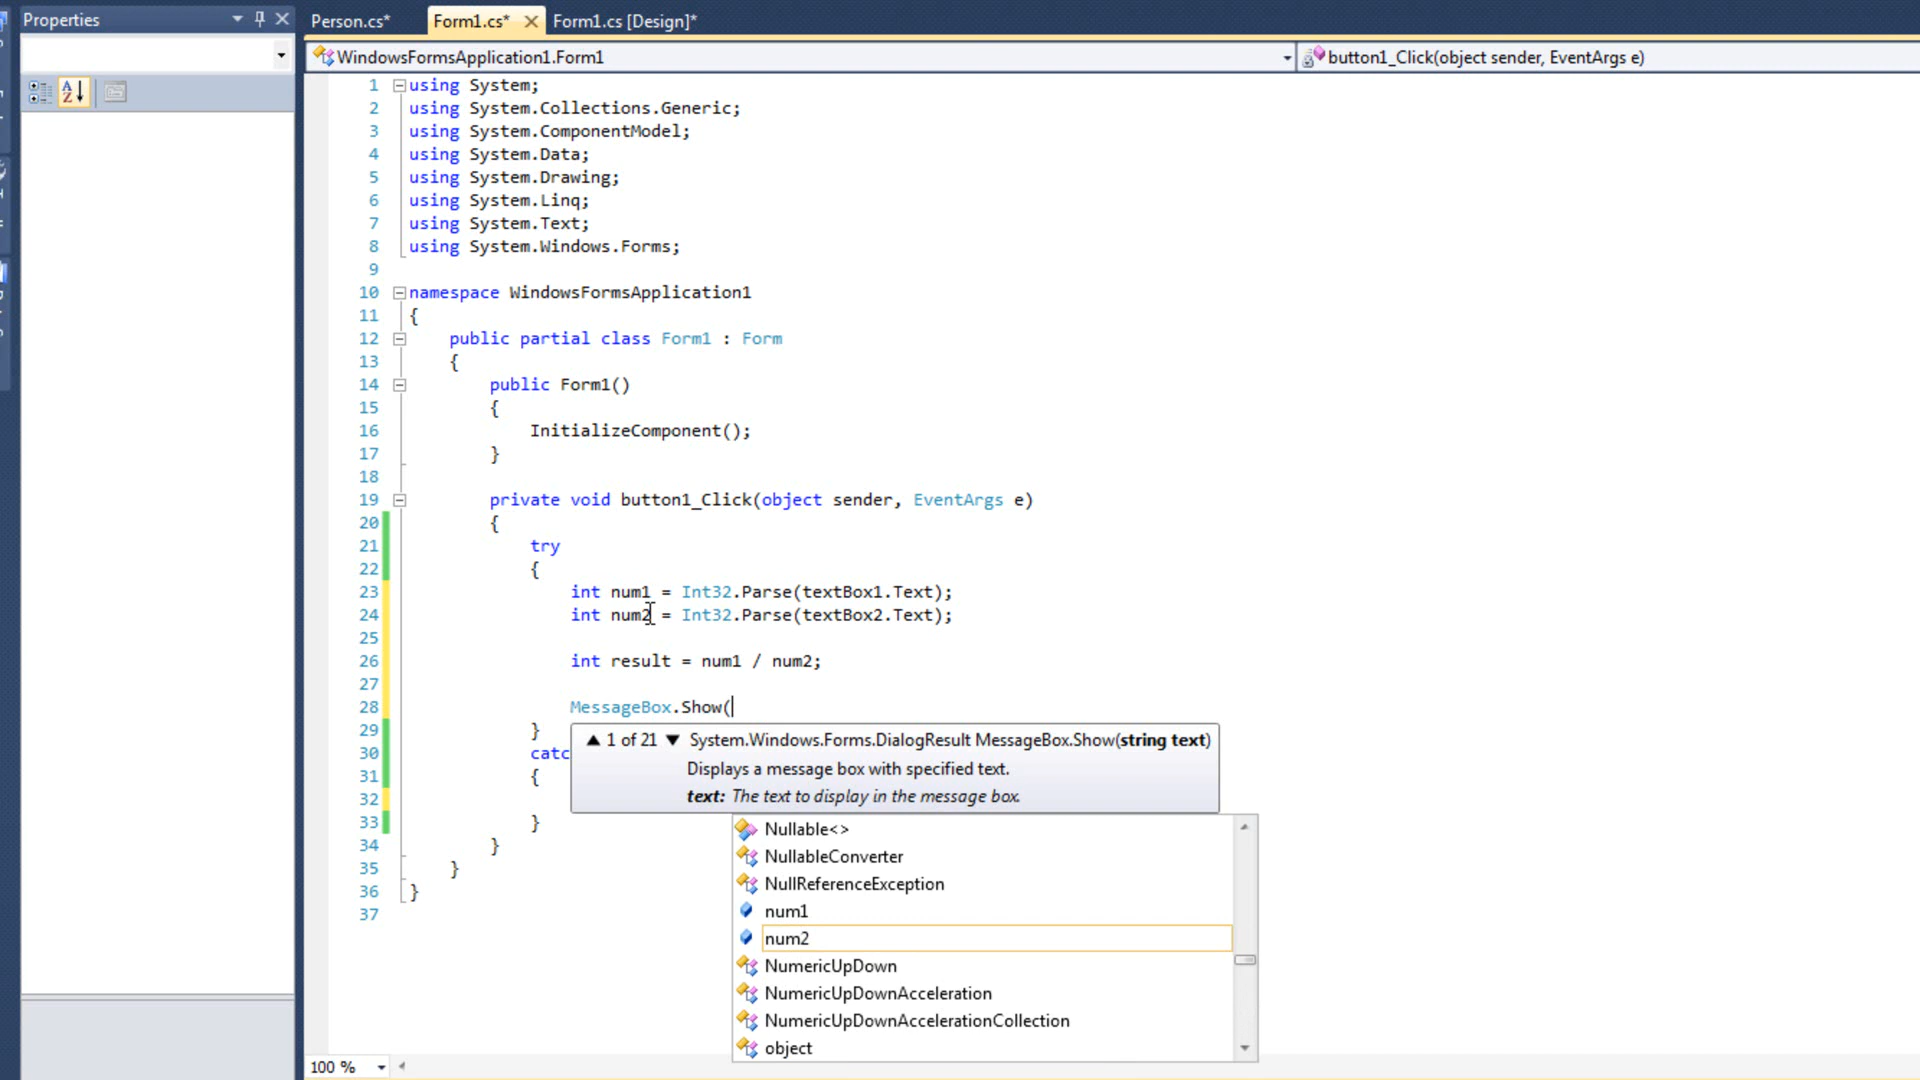 Properties
Person.cs*
Form1.cs*
Form1.cs [Design]*
WindowsFormsApplication1.Form1
button1_Click(object sender, EventArgs e)
1 using System;
2 using System.Collections.Generic;
3 using System.ComponentModel;
4 using System.Data;
5 using System.Drawing;
6 using System.Linq;
7 using System.Text;
8 using System.Windows.Forms;
9
10 namespace WindowsFormsApplication1
11 {
12 public partial class Form1 : Form
13 {
14 public Form1()
15 {
16 InitializeComponent();
17 }
18
19 private void button1_Click(object sender, EventArgs e)
20 {
21 try
22 {
23 int num1 = Int32.Parse(textBox1.Text);
24 int num2 = Int32.Parse(textBox2.Text);
25
26 int result = num1 / num2;
27
28 MessageBox.Show(
29 }
30 catc
31 {
32
33 }
34 }
35 }
36 }
37
▲ 1 of 21 ▼ System.Windows.Forms.DialogResult MessageBox.Show(string text)
Displays a message box with specified text.
text: The text to display in the message box.
Nullable<>
NullableConverter
NullReferenceException
num1
num2
NumericUpDown
NumericUpDownAcceleration
NumericUpDownAccelerationCollection
object
100 %